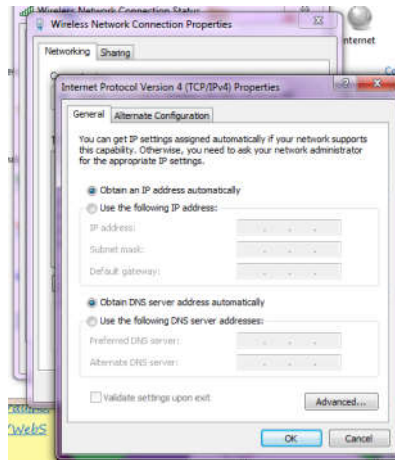 Wireless Network Connection Status
Wireless Network Connection Properties
nternet
Networking Sharing
Internet Protocol Version 4 (TCP/IPv4) Properties
General Alternate Configuration
You can get IP settings assigned automatically if your network supports
this capability. Otherwise, you need to ask your network administrator
for the appropriate IP settings.
Obtain an IP address automatically
Use the following IP address:
IP address:
Subnet mask:
Default gateway:
Obtain DNS server address automatically
Use the following DNS server addresses:
Preferred DNS server:
Alternate DNS server:
Validate settings upon exit
Advanced...
/WebS
OK Cancel